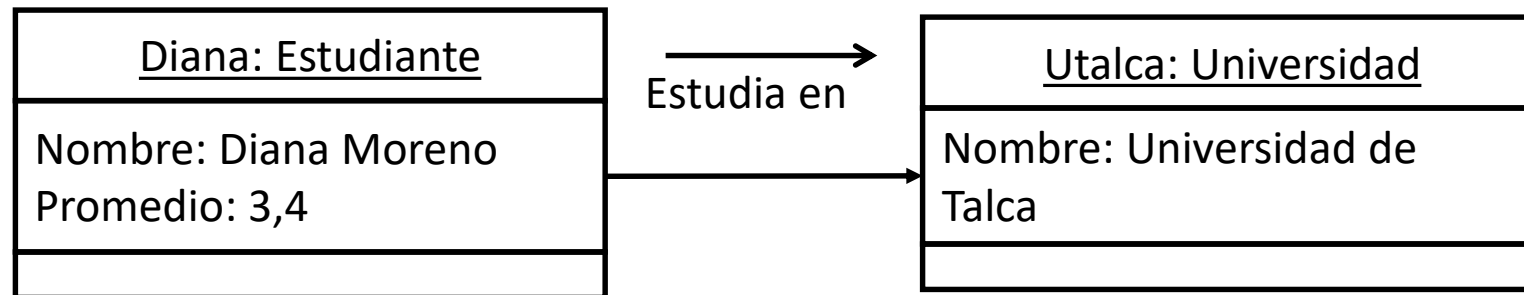 Diana: Estudiante
Nombre: Diana Moreno
Promedio: 3,4
Estudia en
Utalca: Universidad
Nombre: Universidad de
Talca